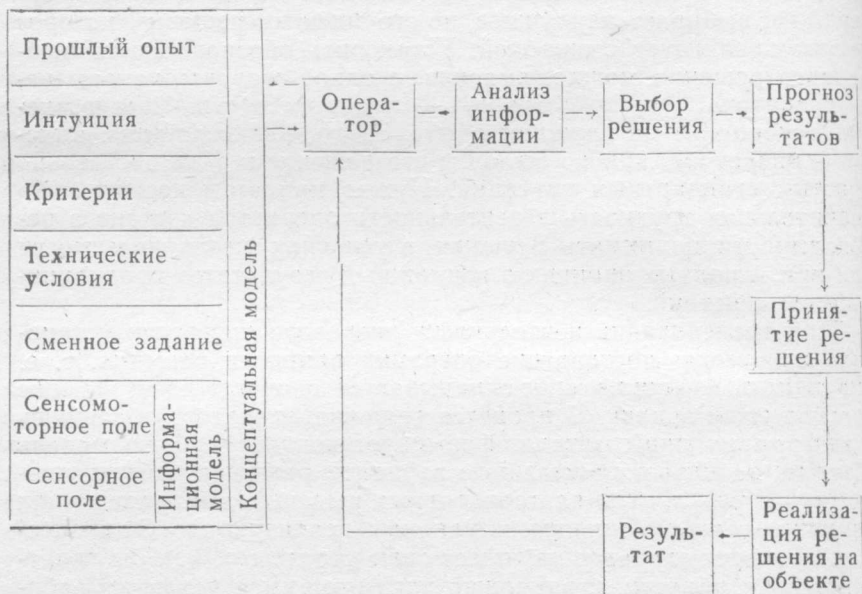 Прошлый опыт
Интуиция
Критерии
Технические
условия
Сменное задание
Сенсомо-
торное поле
Сенсорное
поле
Информа-
ционная
модель
Концептуальная модель
Опера-
тор
Анализ
инфор-
мации
Выбор
решения
Прогноз
резуль-
татов
Приня-
тие ре-
шения
Реализа-
ция ре-
шения на
объекте
Резуль-
тат